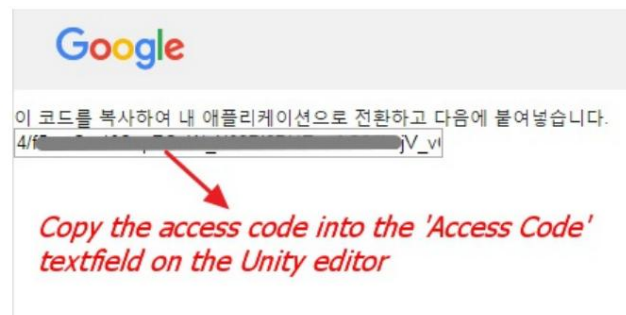 Google
이 코드를 복사하여 내 애플리케이션으로 전환하고 다음에 붙여넣습니다.
Copy the access code into the 'Access Code'
textfield on the Unity editor